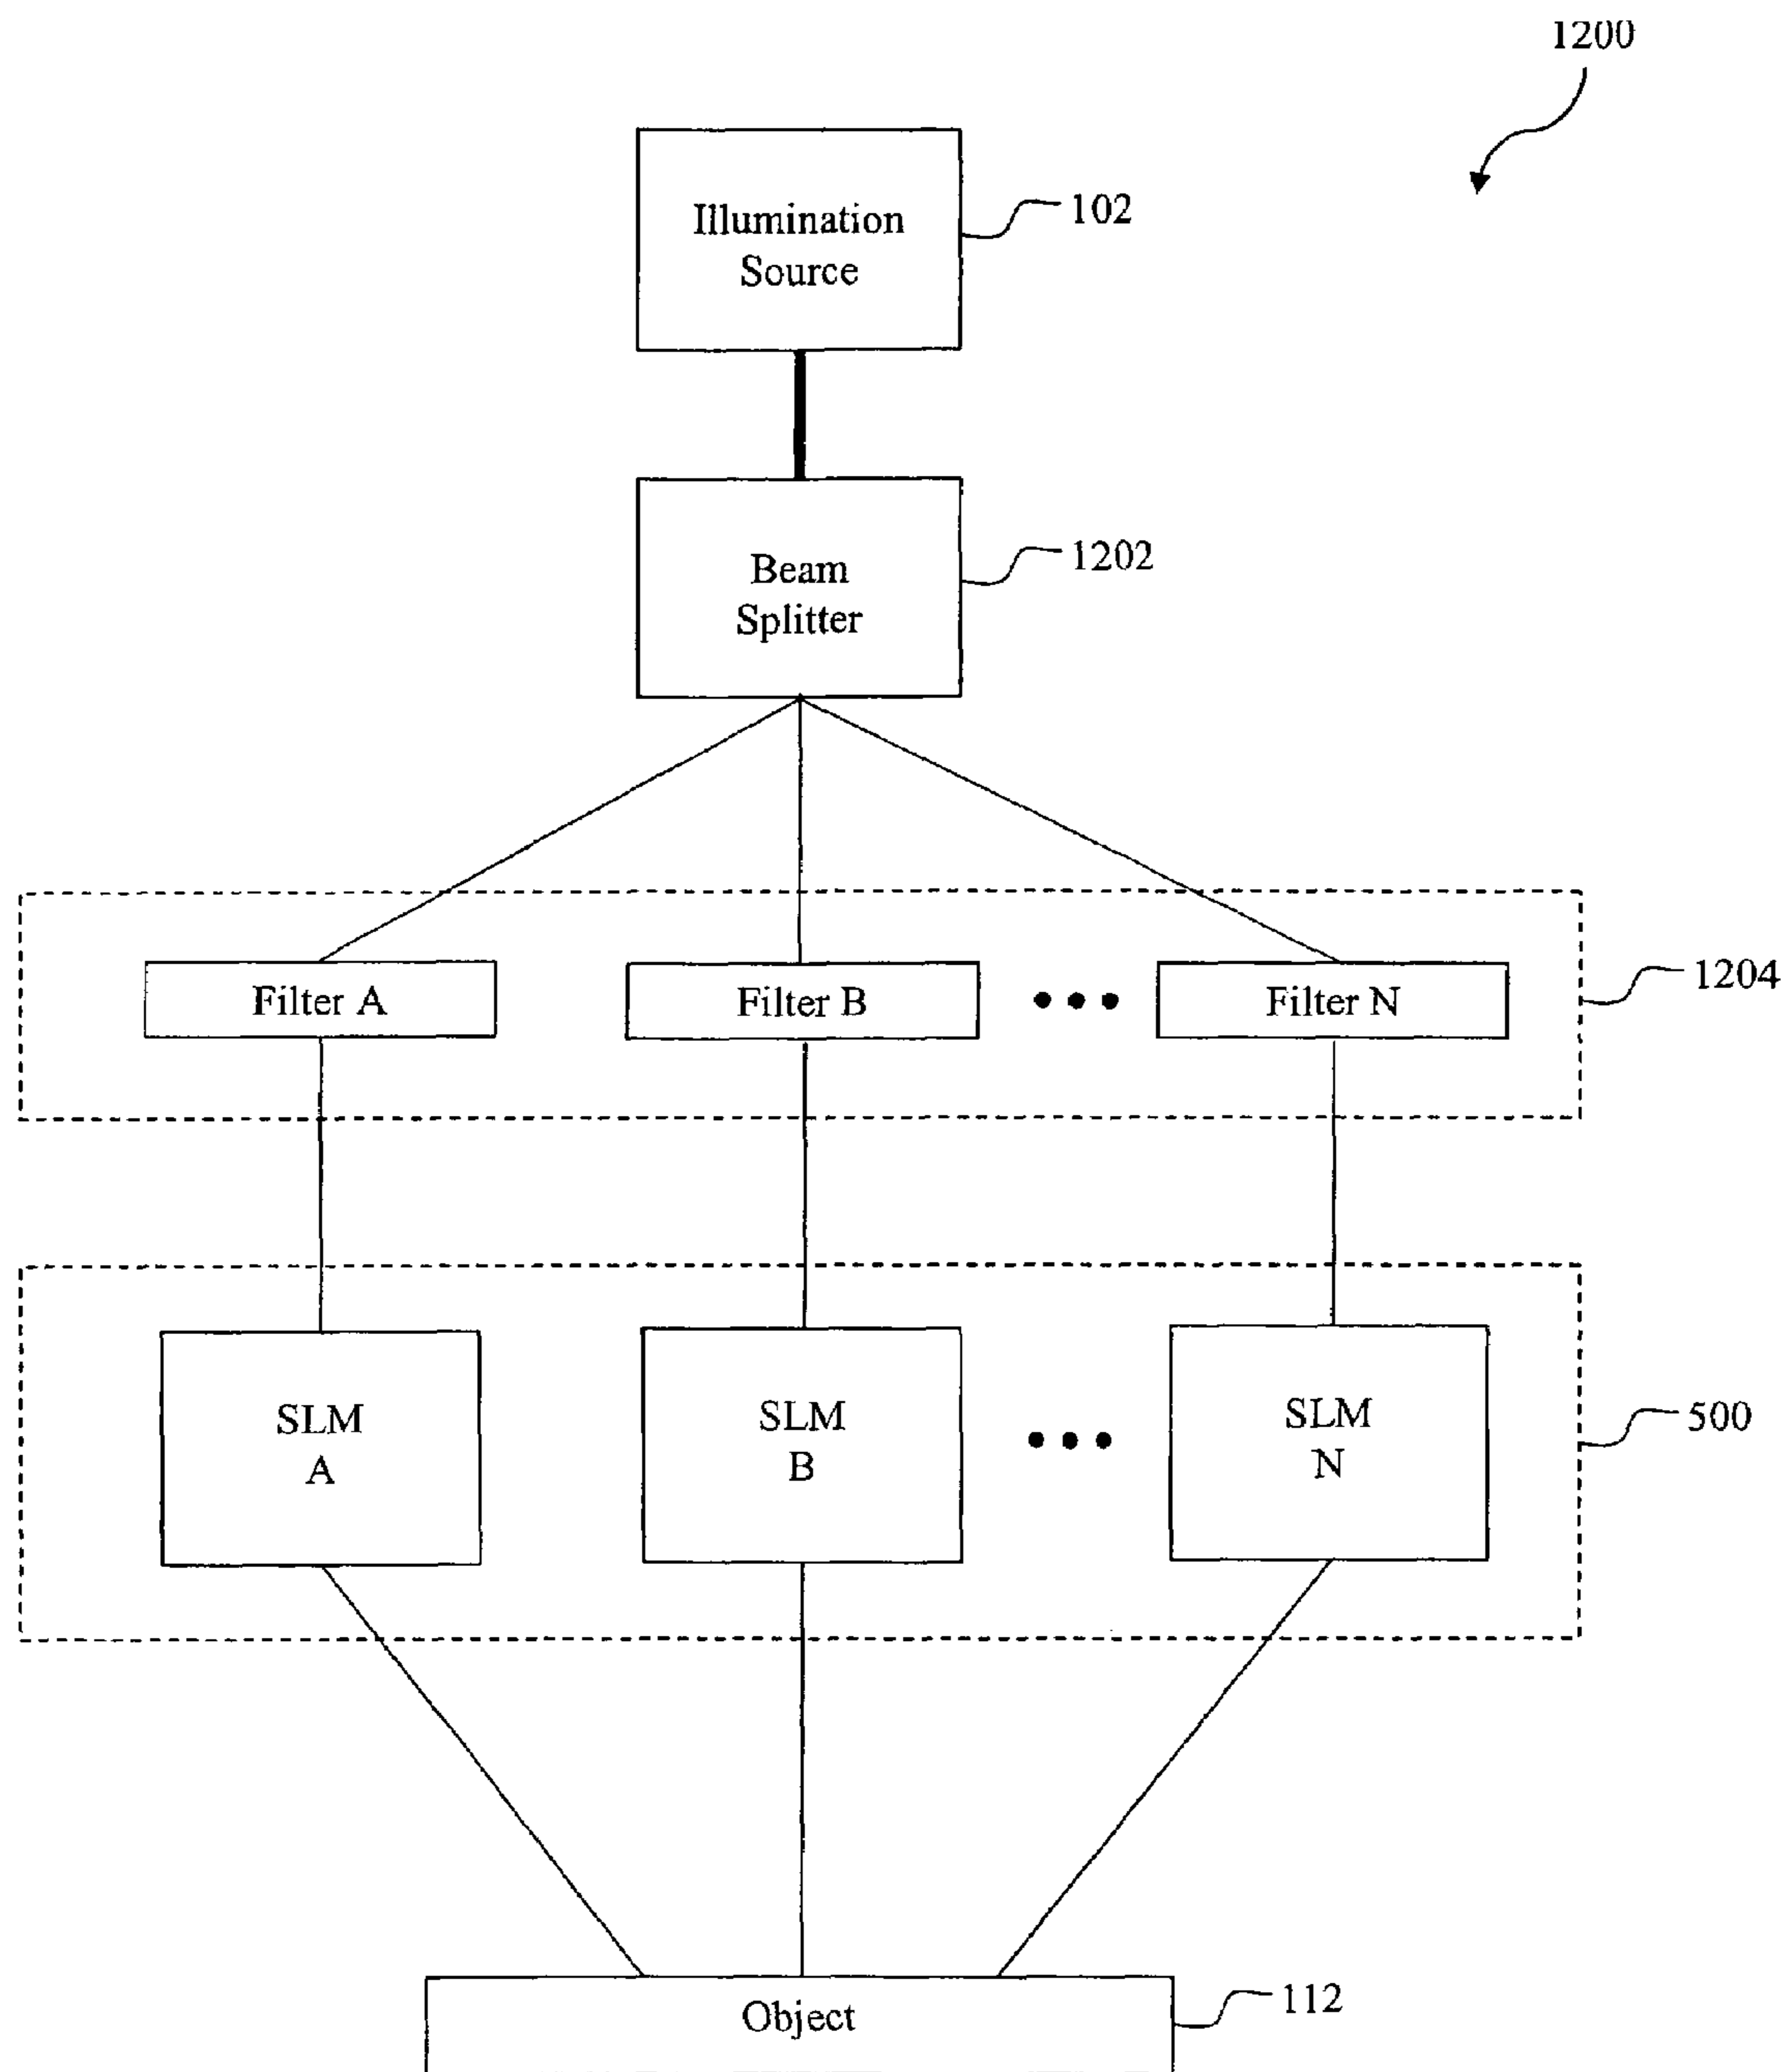 1200
Illumination
Source
102
Beam
Splitter
1202
Filter A
Filter B
Filter N
1204
SLM
A
SLM
B
SLM
N
500
Object
112